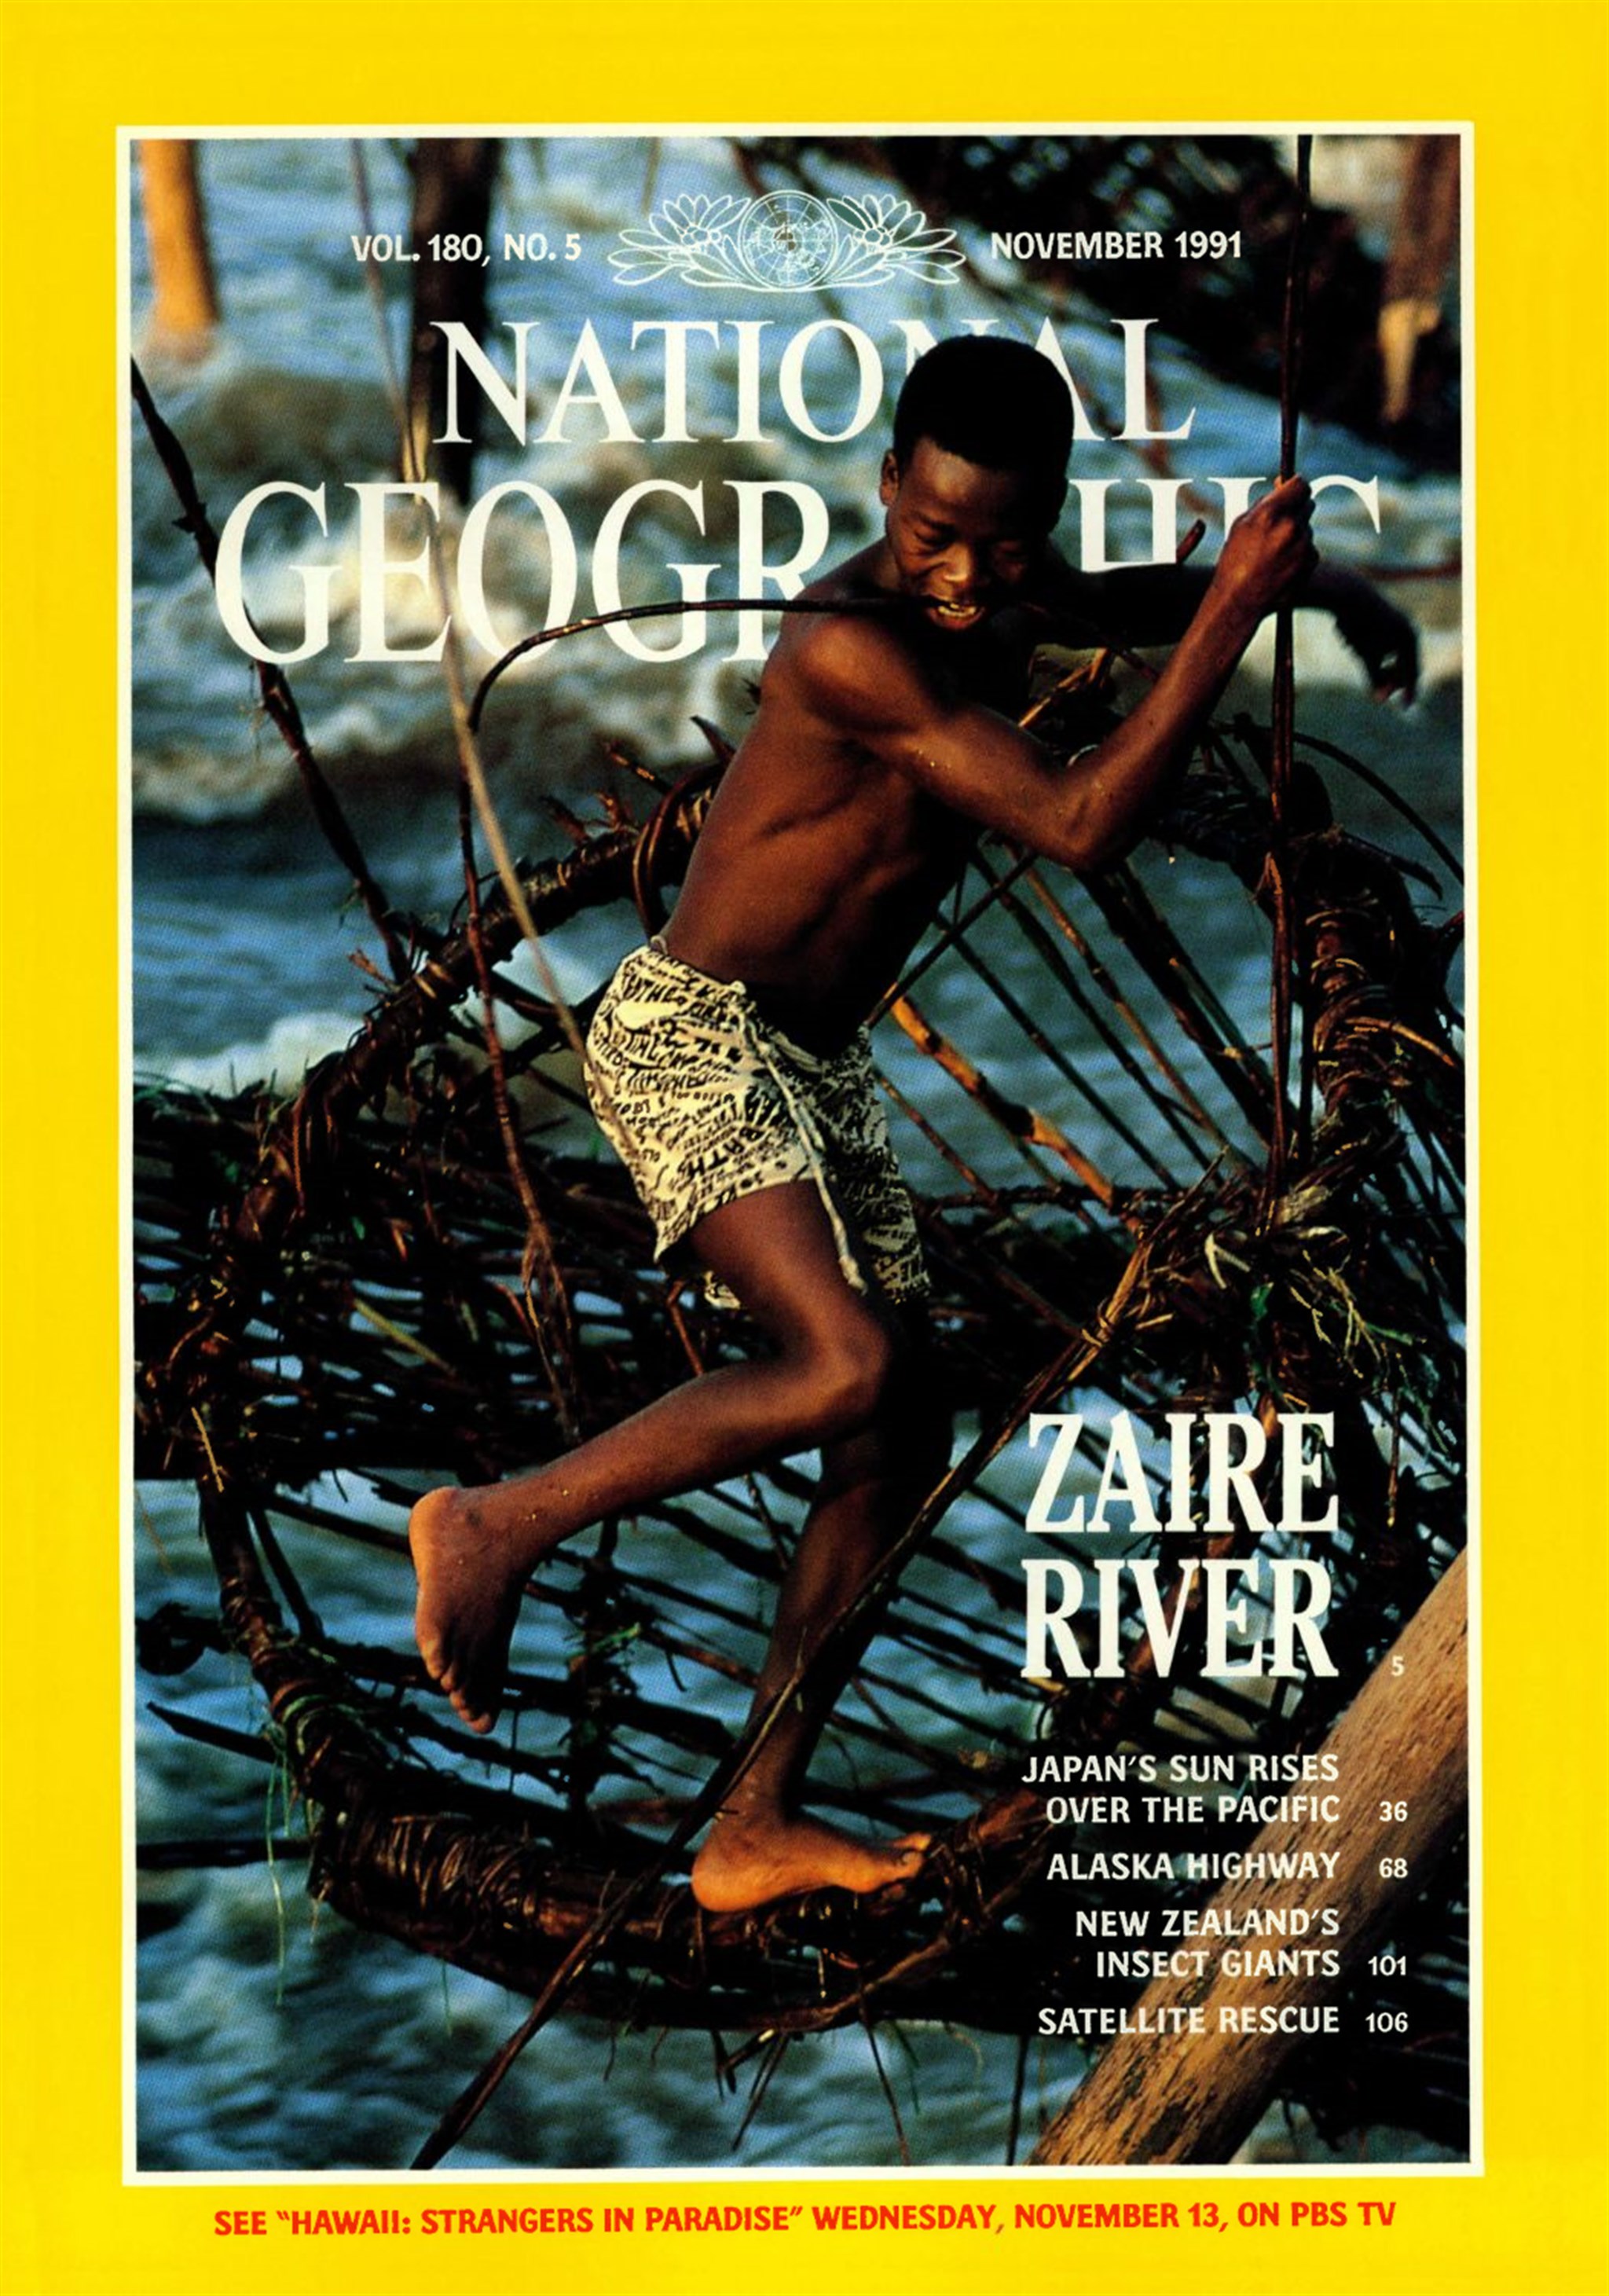 VOL. 180, NO. 5
NOVEMBER 1991
NATIONAL
GEOGRAPHIC
ZAIRE
RIVER 5
JAPAN'S SUN RISES
OVER THE PACIFIC 36
ALASKA HIGHWAY 68
NEW ZEALAND'S
INSECT GIANTS 101
SATELLITE RESCUE 106
SEE "HAWAII: STRANGERS IN PARADISE" WEDNESDAY, NOVEMBER 13, ON PBS TV